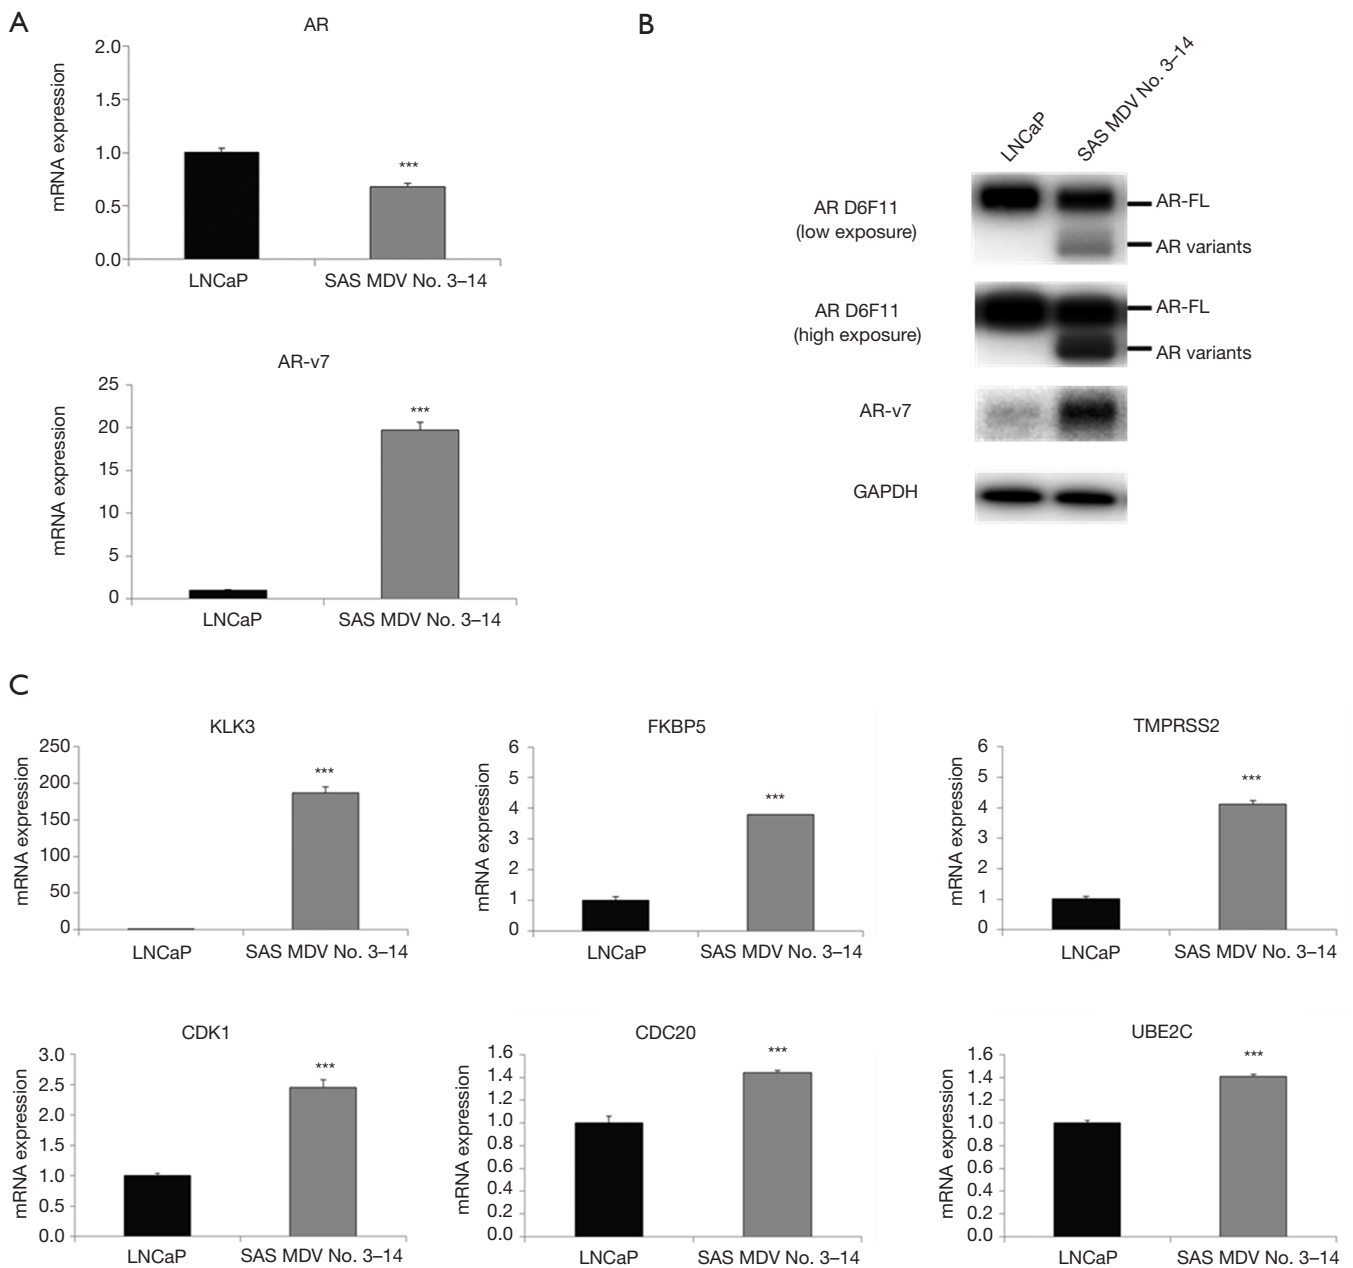 A
AR
mRNA expression
2.0
1.5
1.0
0.5
0.0
***
LNCaP
SAS MDV No. 3–14
AR-v7
mRNA expression
25
20
15
10
5
0
***
LNCaP
SAS MDV No. 3–14
B
LNCaP
SAS MDV No. 3–14
AR D6F11
(low exposure)
AR-FL
AR variants
AR D6F11
(high exposure)
AR-FL
AR variants
AR-v7
GAPDH
C
KLK3
mRNA expression
250
200
150
100
50
0
***
LNCaP
SAS MDV No. 3–14
FKBP5
mRNA expression
6
5
4
3
2
1
0
***
LNCaP
SAS MDV No. 3–14
TMPRSS2
mRNA expression
6
5
4
3
2
1
0
***
LNCaP
SAS MDV No. 3–14
CDK1
mRNA expression
3.0
2.5
2.0
1.5
1.0
0.5
0.0
***
LNCaP
SAS MDV No. 3–14
CDC20
mRNA expression
1.6
1.4
1.2
1.0
0.8
0.6
0.4
0.2
0.0
***
LNCaP
SAS MDV No. 3–14
UBE2C
mRNA expression
1.6
1.4
1.2
1.0
0.8
0.6
0.4
0.2
0.0
***
LNCaP
SAS MDV No. 3–14